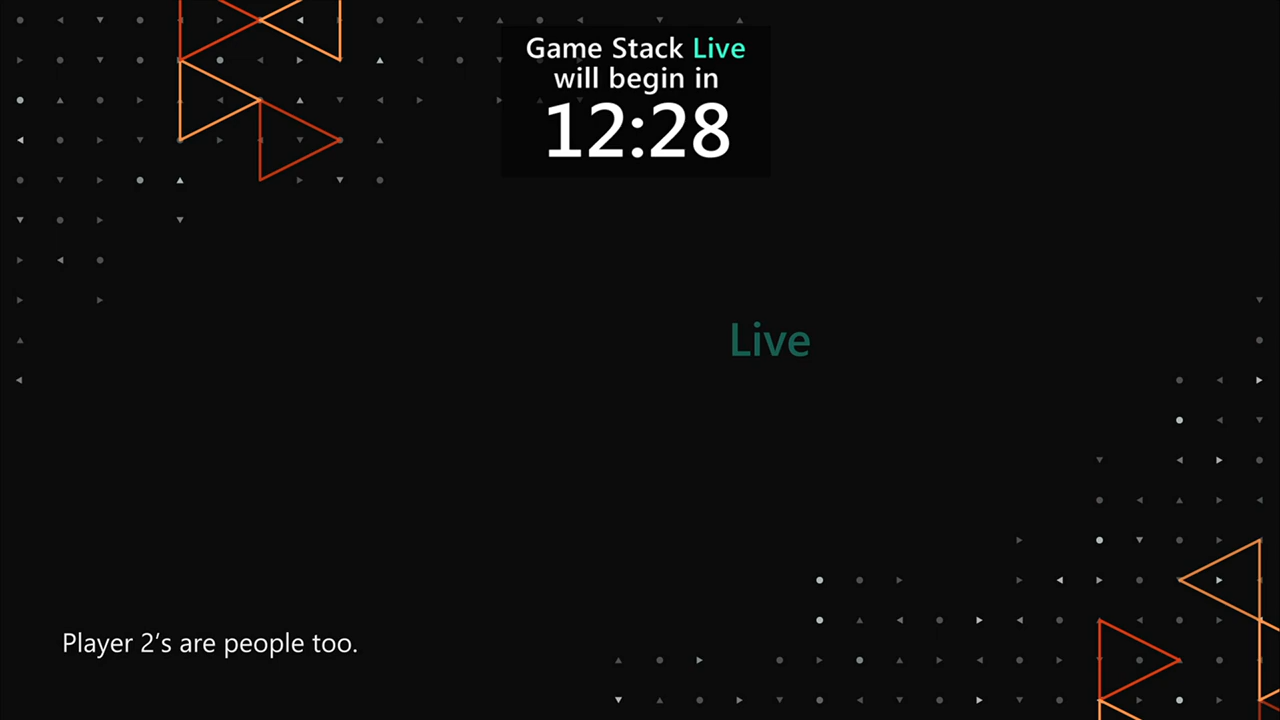 Game Stack Live
will begin in
12:28
Live
Player 2’s are people too.